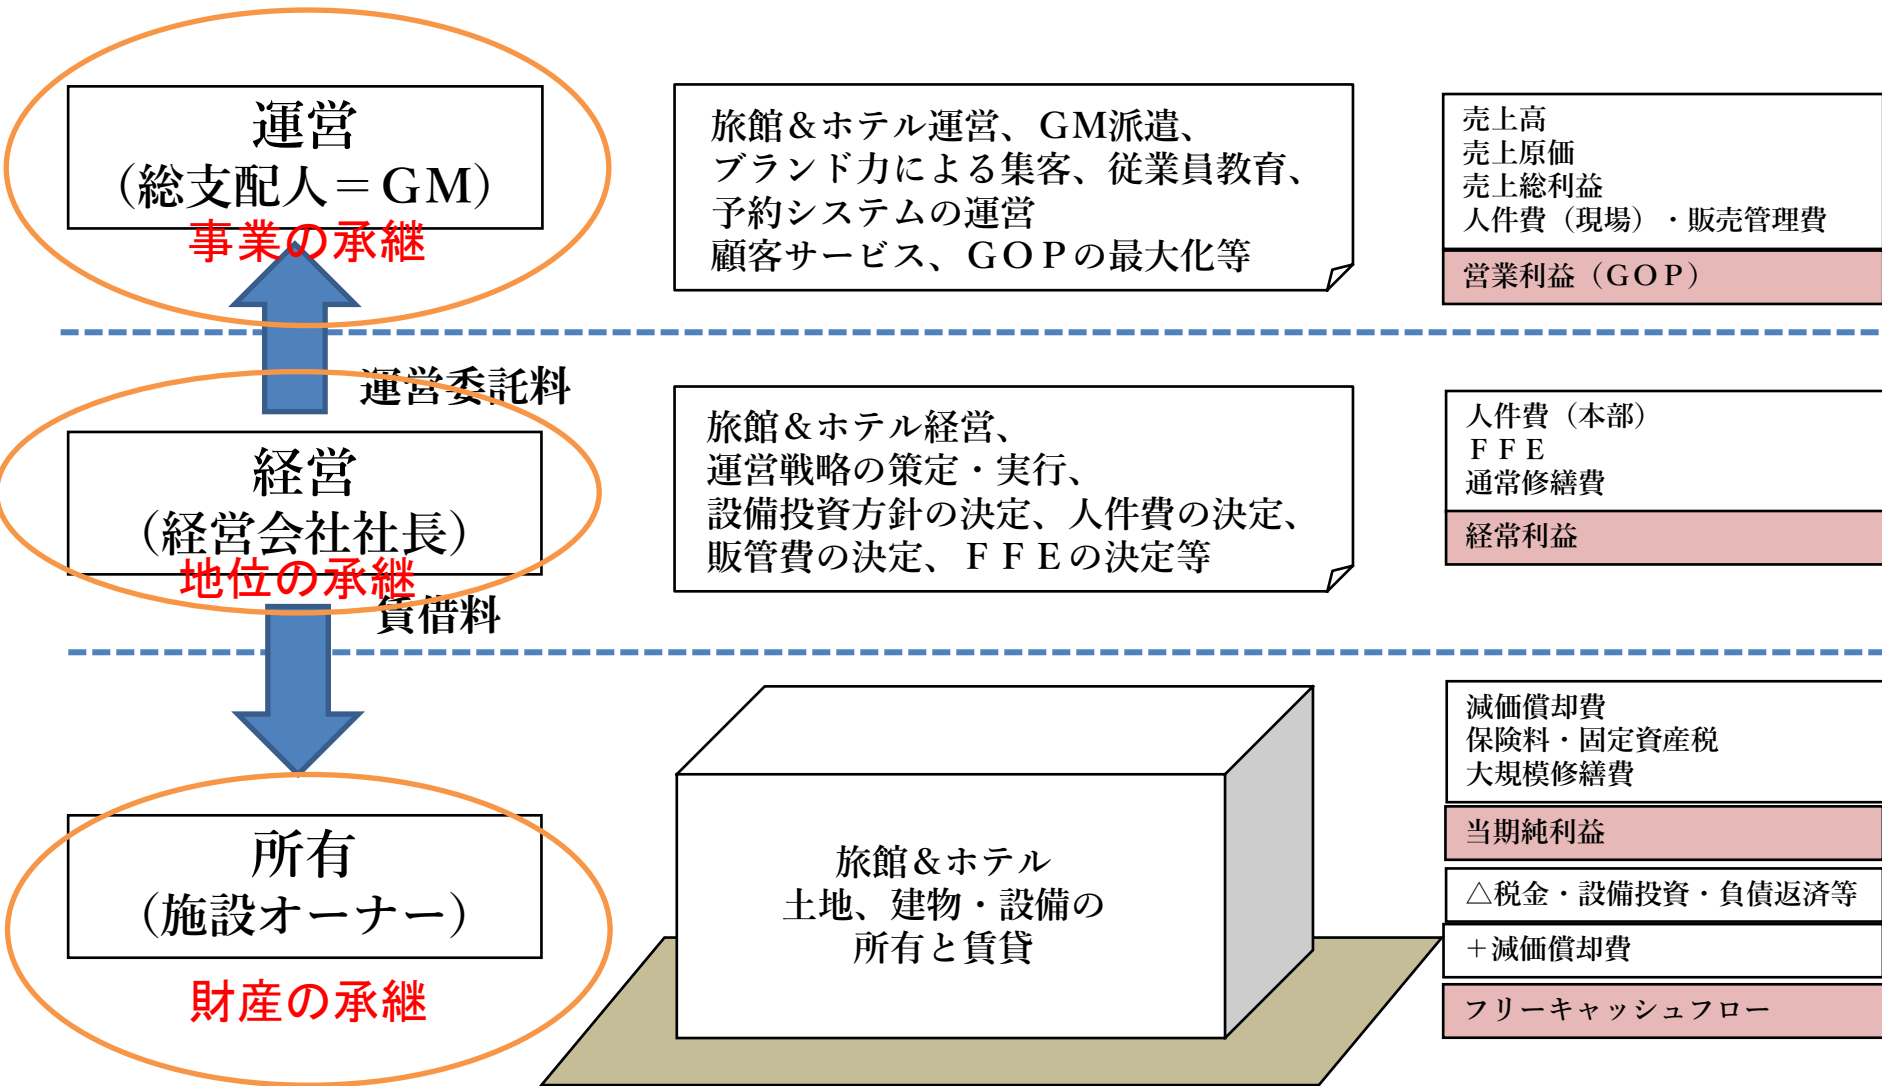 運営
（総支配人＝ＧＭ）
事業の承継
旅館＆ホテル運営、ＧＭ派遣、
ブランド力による集客、従業員教育、
予約システムの運営
顧客サービス、ＧＯＰの最大化等
売上高
売上原価
売上総利益
人件費（現場）・販売管理費
営業利益（ＧＯＰ）
運営委託料
経営
（経営会社社長）
地位の承継
旅館＆ホテル経営、
運営戦略の策定・実行、
設備投資方針の決定、人件費の決定、
販管費の決定、ＦＦＥの決定等
人件費（本部）
ＦＦＥ
通常修繕費
経常利益
賃借料
所有
（施設オーナー）
財産の承継
旅館＆ホテル
土地、建物・設備の
所有と賃貸
減価償却費
保険料・固定資産税
大規模修繕費
当期純利益
△税金・設備投資・負債返済等
＋減価償却費
フリーキャッシュフロー